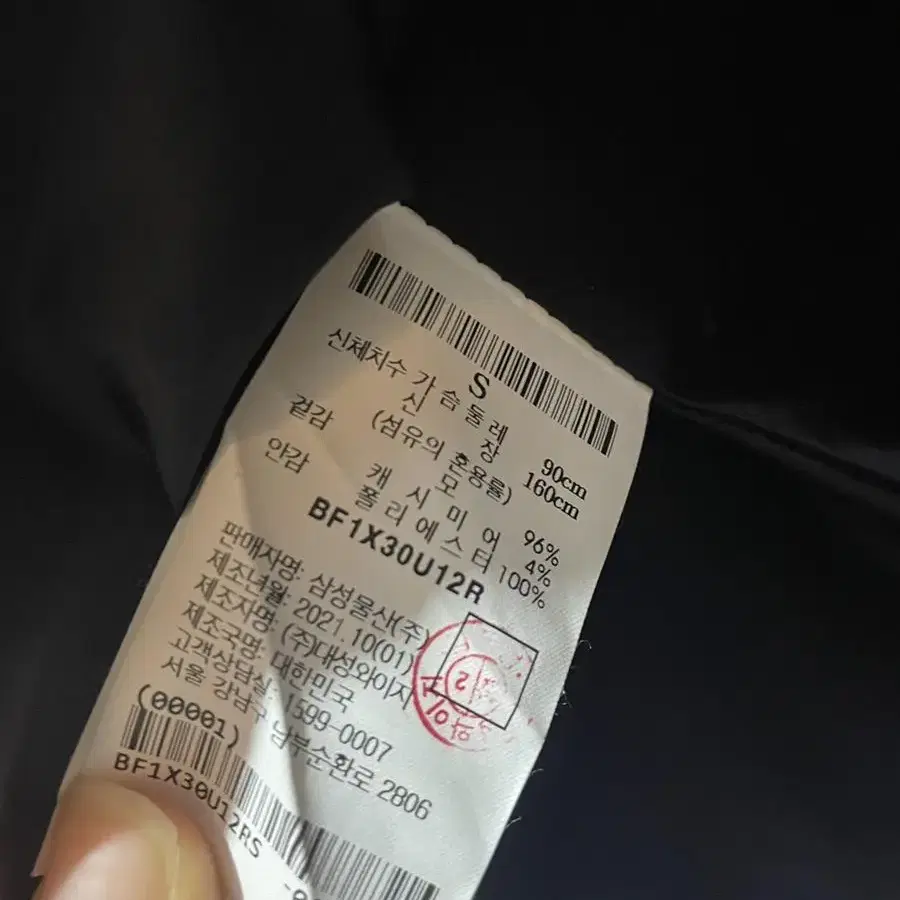 S
신체치수 가슴둘레 90cm
신장 160cm
(섬유의 혼용율)
겉감 캐시미어 96%
모 4%
안감 폴리에스터 100%
BF1X30U12R
판매자명: 삼성물산(주)
제조년월: 2021.10(01)
제조자명: (주)대성와이지
제조국명: 대한민국
고객상담실: 1599-0007
서울 강남구 남부순환로 2806
(00001)
BF1X30U12RS
2